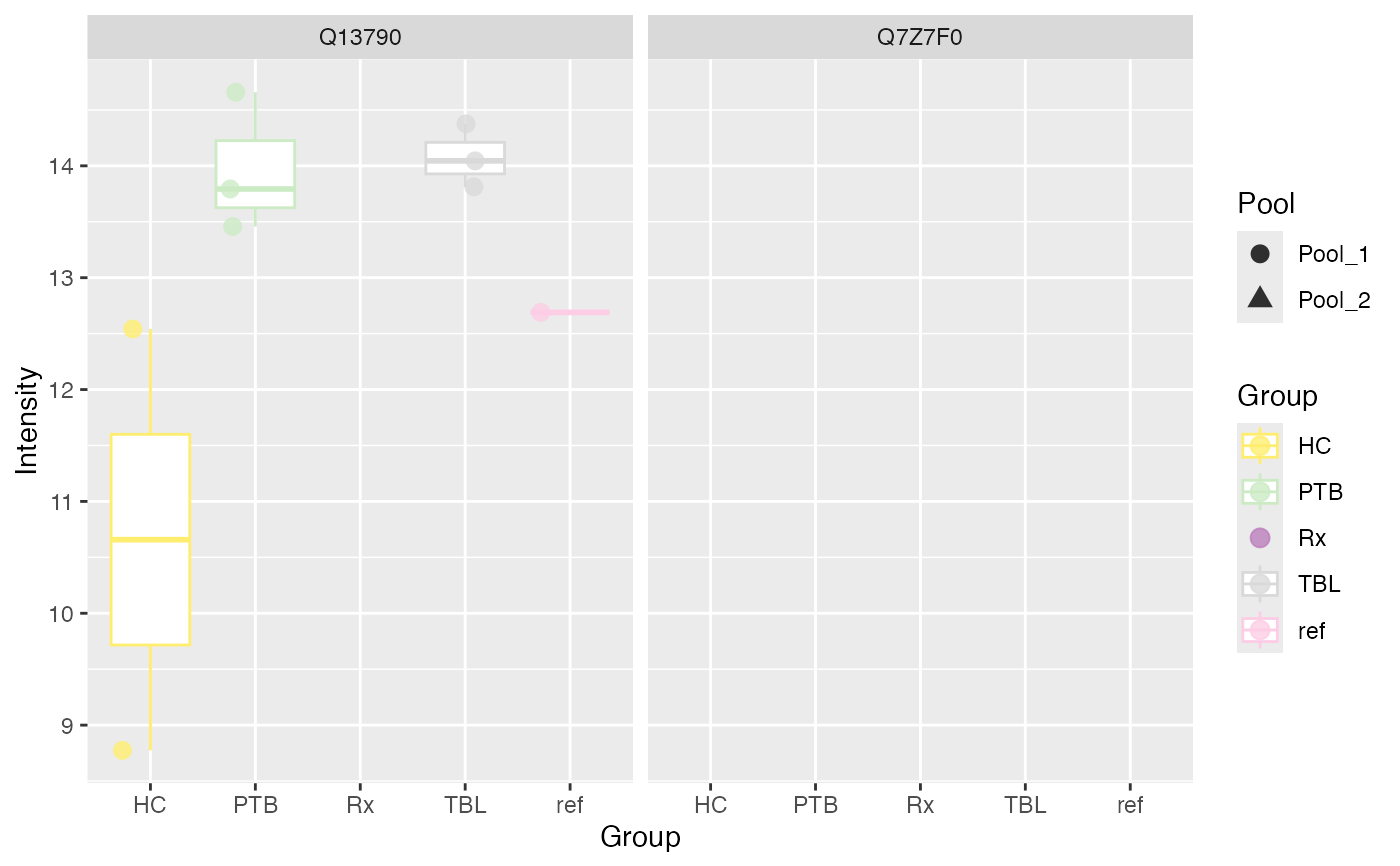 Q13790
Q7Z7F0
14
13
12
11
10
9
Intensity
HC PTB Rx TBL ref
HC PTB Rx TBL ref
Group
Pool
Pool_1
Pool_2
Group
HC
PTB
Rx
TBL
ref